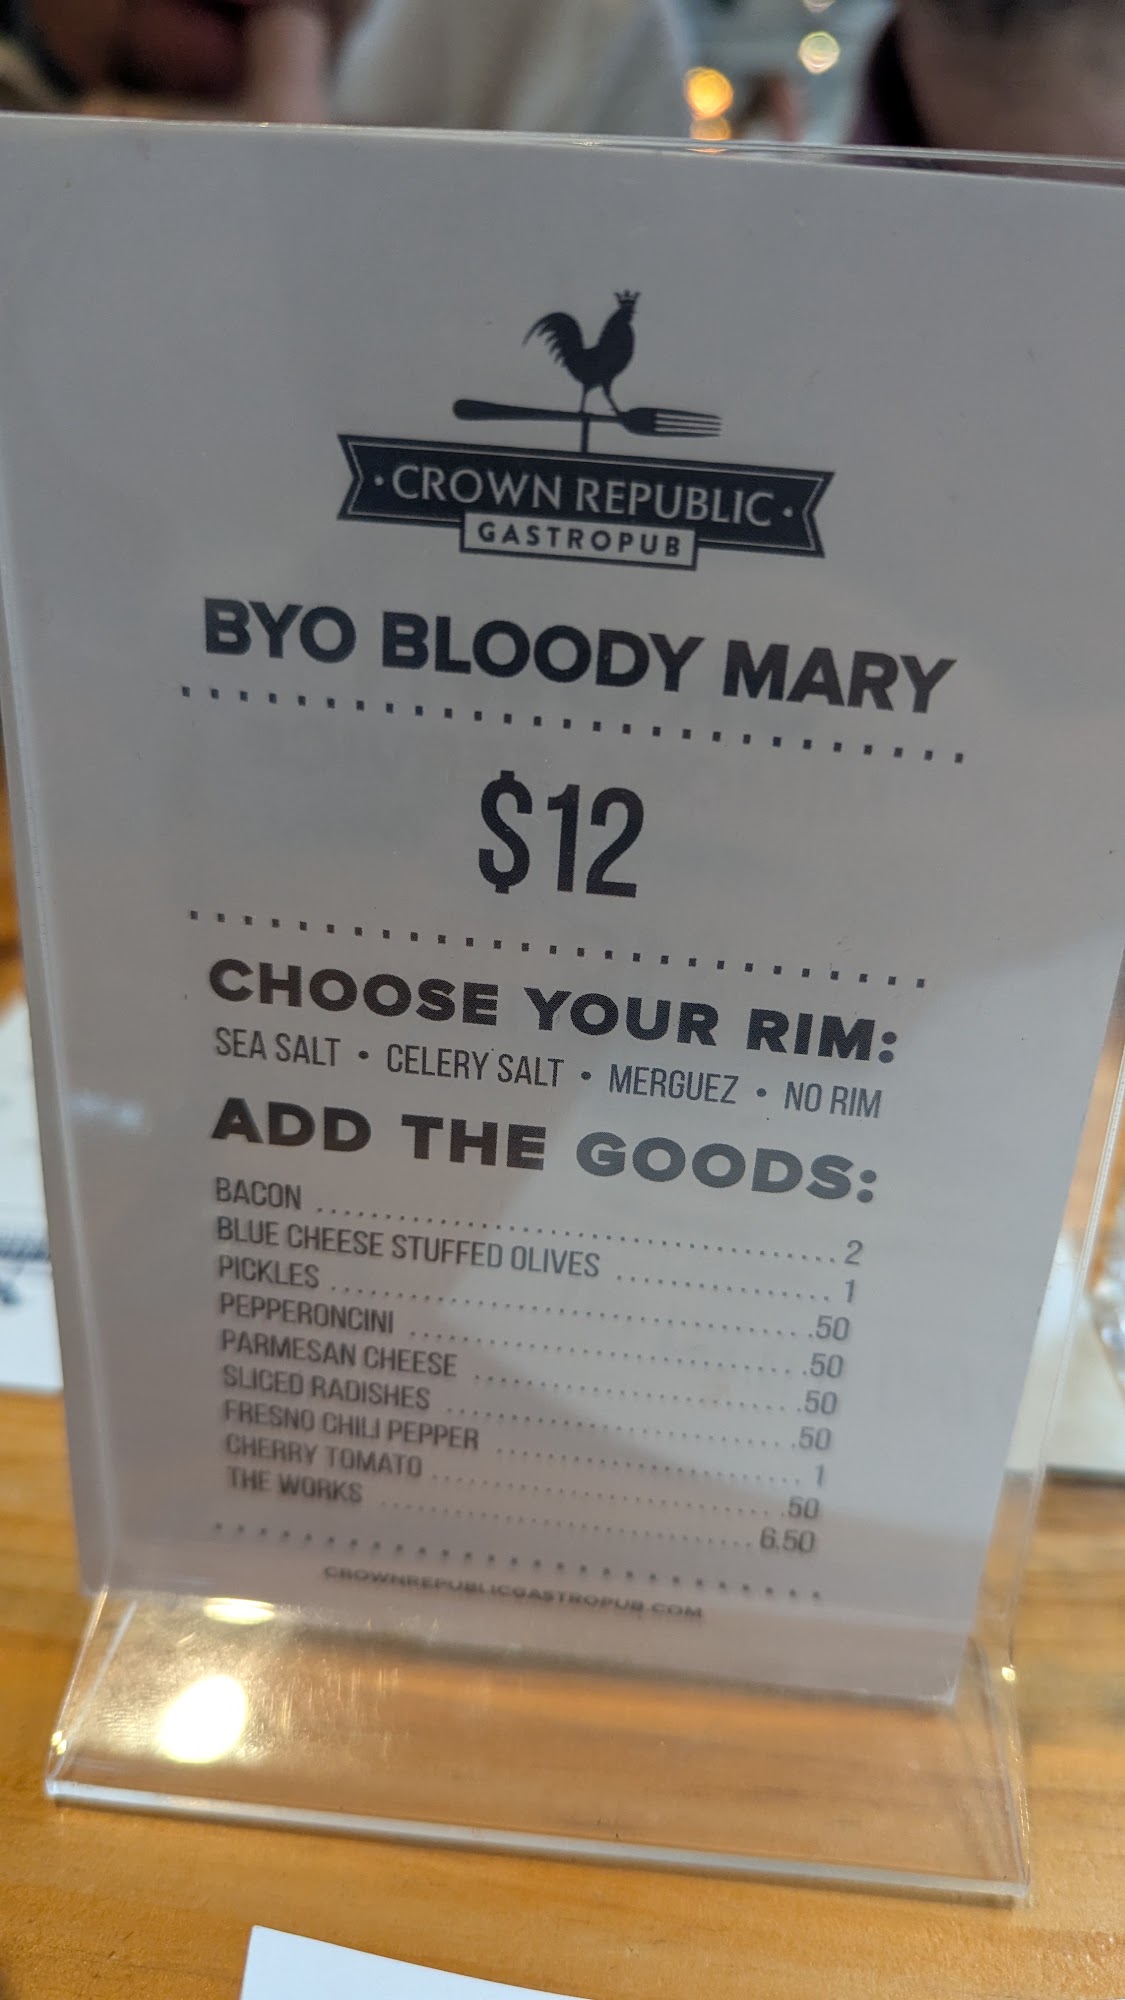 · CROWN REPUBLIC ·
GASTROPUB
BYO BLOODY MARY
$12
CHOOSE YOUR RIM:
SEA SALT • CELERY SALT • MERGUEZ • NO RIM
ADD THE GOODS:
BACON ........................................ 2
BLUE CHEESE STUFFED OLIVES ................ 1
PICKLES ..................................... .50
PEPPERONCINI ............................... .50
PARMESAN CHEESE .......................... .50
SLICED RADISHES ........................... .50
FRESNO CHILI PEPPER ........................ 1
CHERRY TOMATO ............................ .50
THE WORKS ................................ 6.50
CROWNREPUBLICGASTROPUB.COM